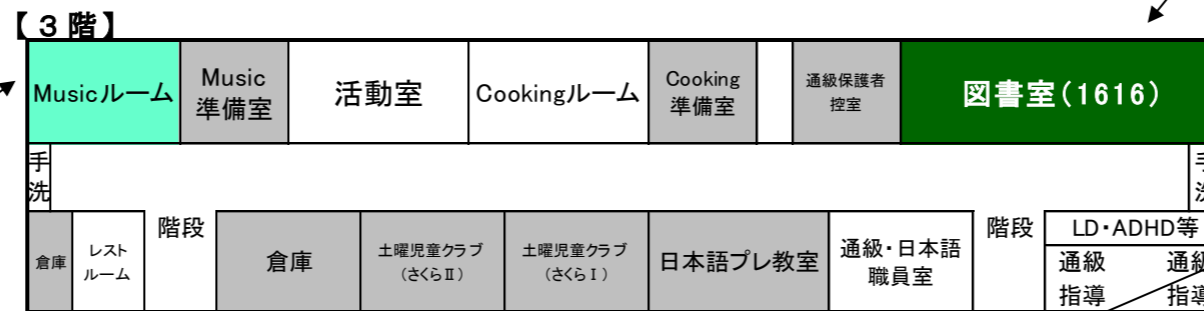 【３階】
Musicルーム
Music
準備室
活動室
Cookingルーム
Cooking
準備室
通級保護者
控室
図書室(1616)
手
洗
倉庫
レスト
ルーム
階段
倉庫
土曜児童クラブ
(さくらⅡ)
土曜児童クラブ
(さくらⅠ)
日本語プレ教室
通級・日本語
職員室
階段
LD・ADHD等
通級
指導
通級
指導